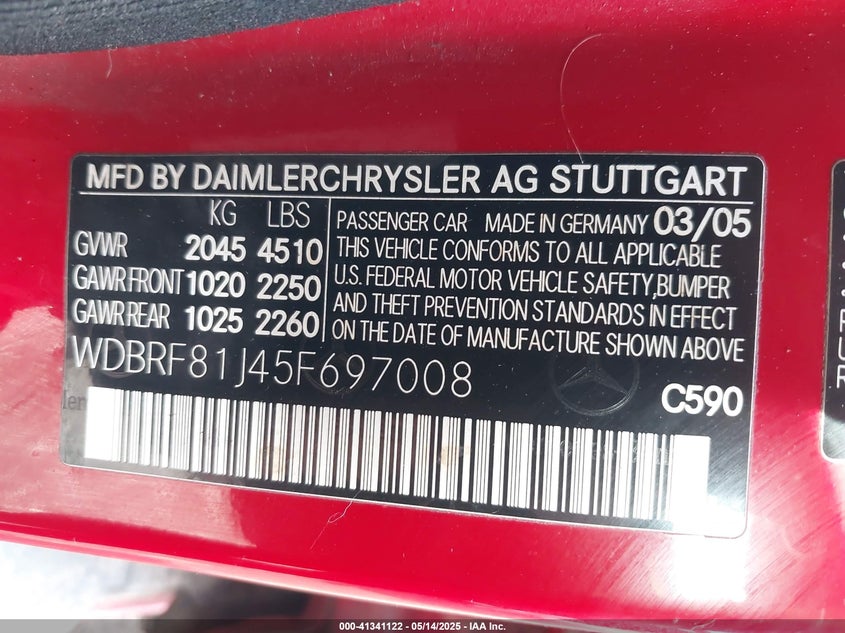 MFD BY DAIMLERCHRYSLER AG STUTTGART
KG LBS
GVWR 2045 4510
GAWR FRONT 1020 2250
GAWR REAR 1025 2260
PASSENGER CAR MADE IN GERMANY 03/05
THIS VEHICLE CONFORMS TO ALL APPLICABLE
U.S. FEDERAL MOTOR VEHICLE SAFETY, BUMPER
AND THEFT PREVENTION STANDARDS IN EFFECT
ON THE DATE OF MANUFACTURE SHOWN ABOVE
WDBRF81J45F697008
C590
000-41341122 - 05/14/2025 - IAA Inc.